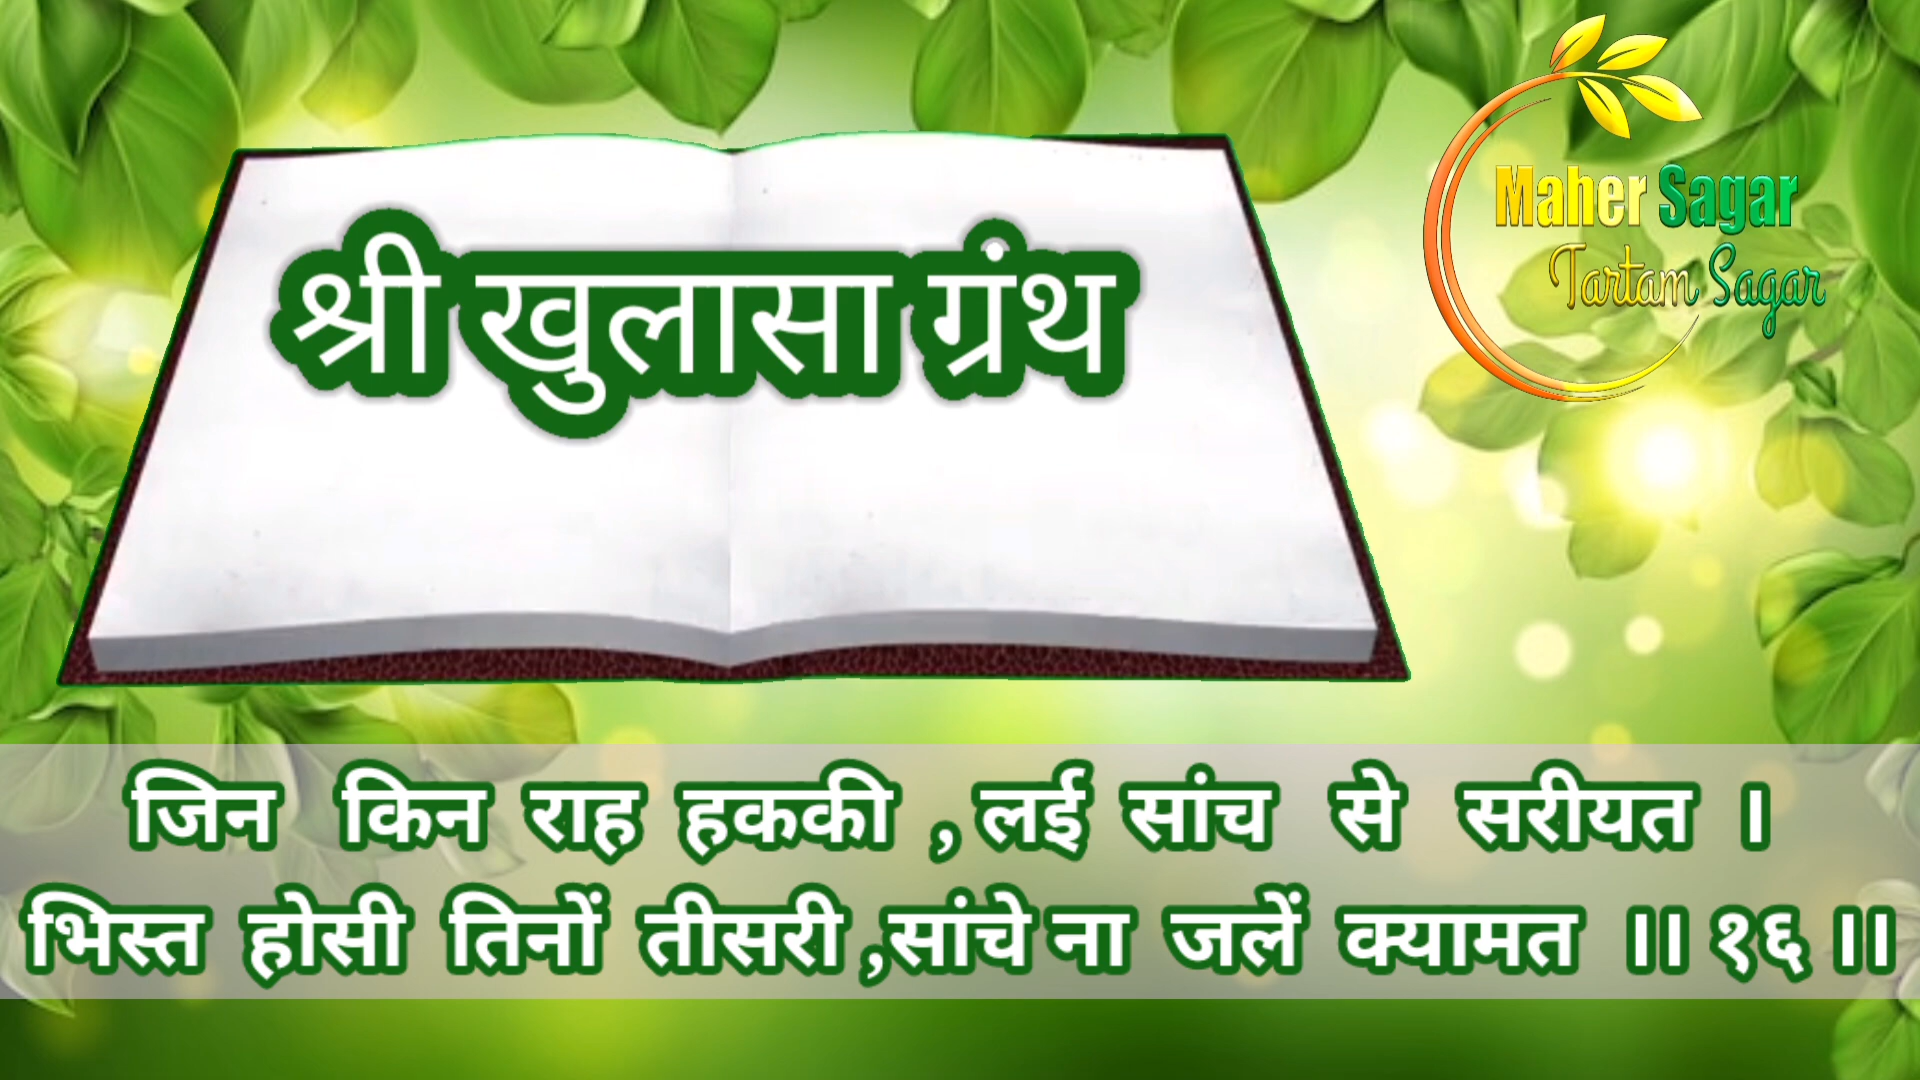 श्री खुलासा ग्रंथ
Maher Sagar
Tartam Sagar
जिन किन राह हककी , लई सांच से सरीयत ।
भिस्त होसी तिनों तीसरी ,सांचे ना जलें क्यामत ।। १६ ।।